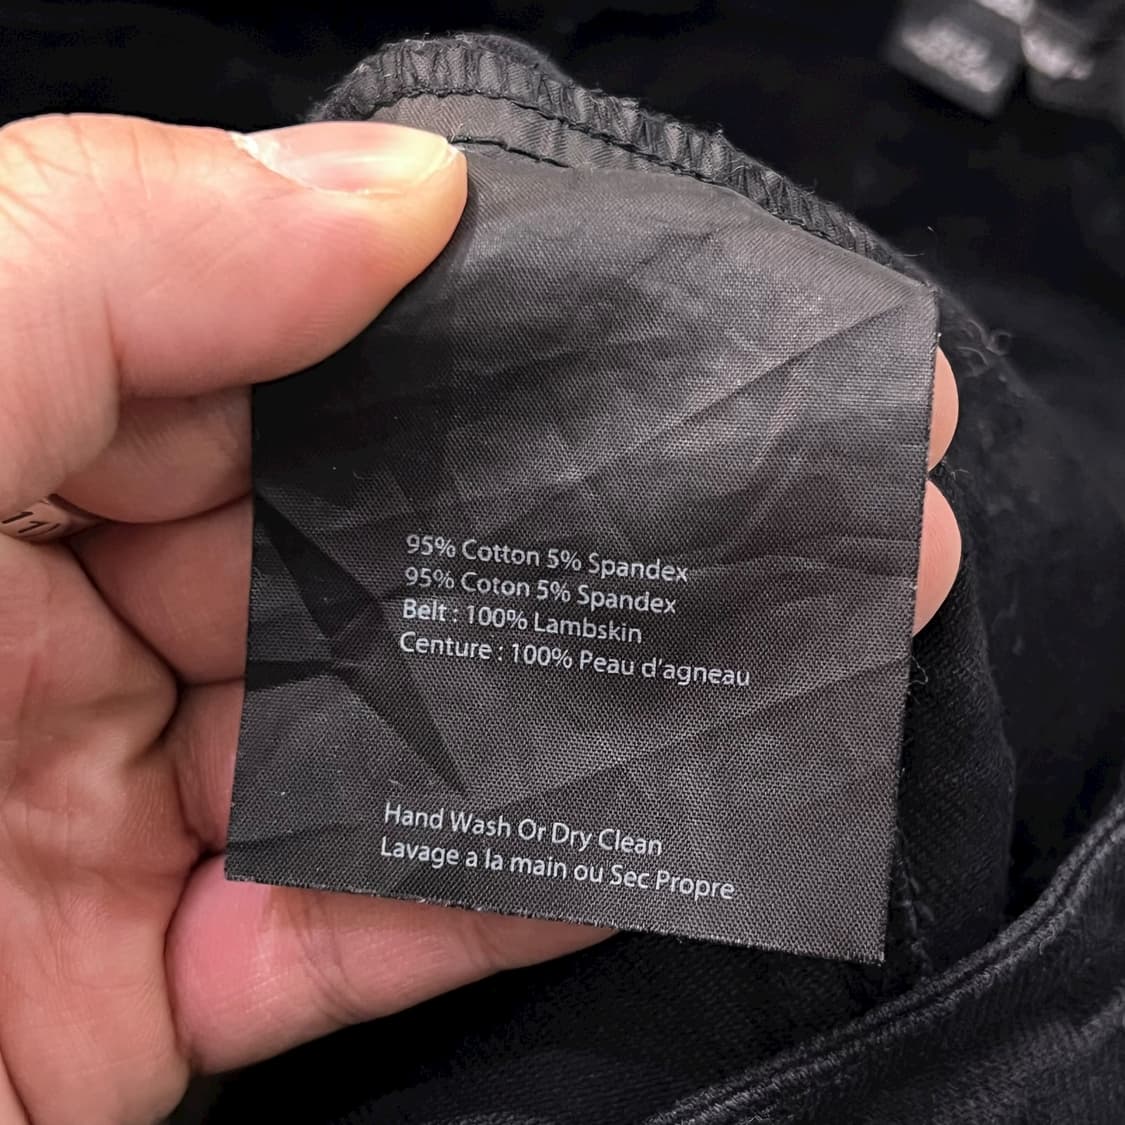 95% Cotton 5% Spandex
95% Coton 5% Spandex
Belt : 100% Lambskin
Centure : 100% Peau d'agneau
Hand Wash Or Dry Clean
Lavage a la main ou Sec Propre
11